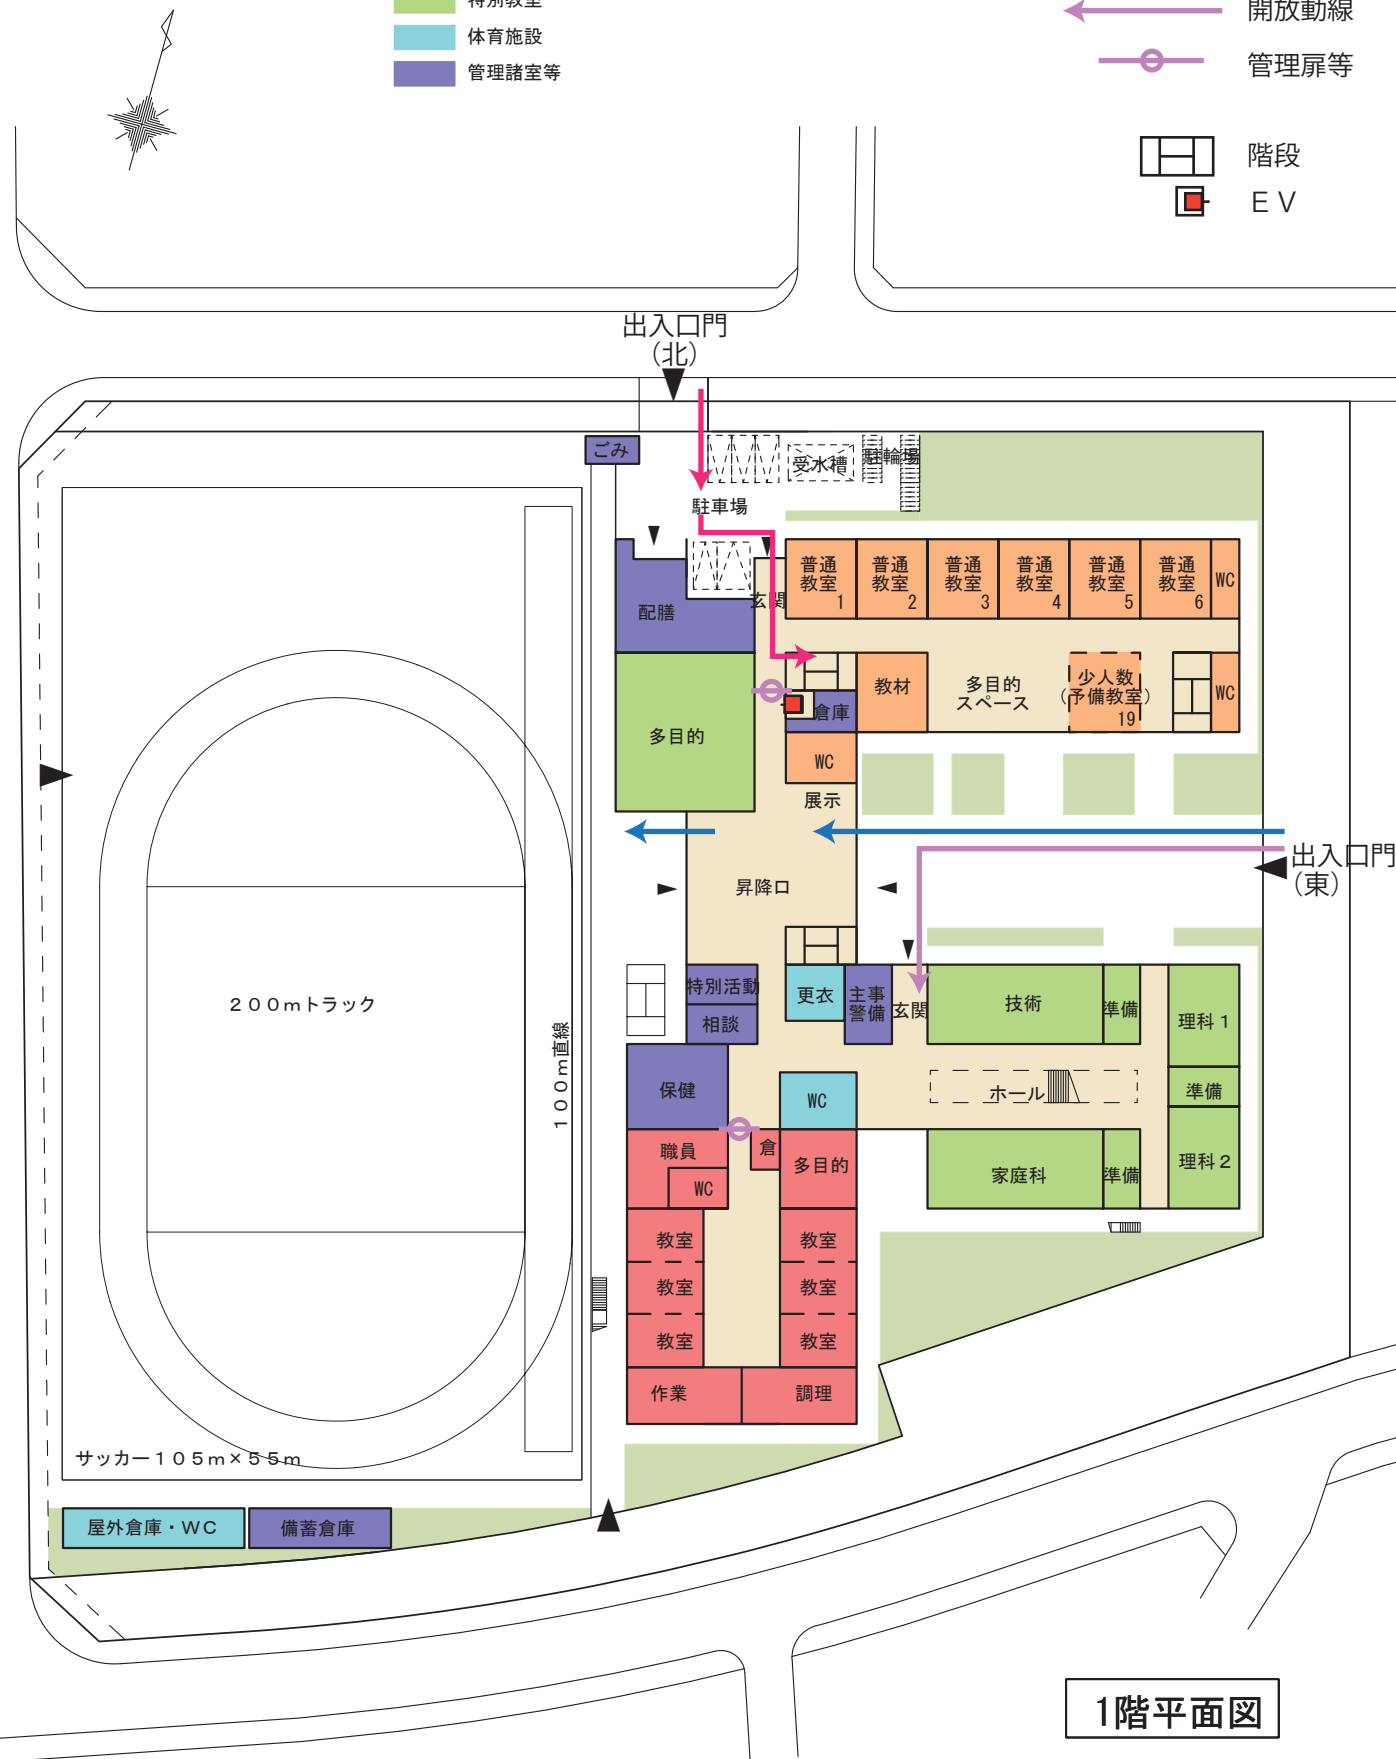 特別教室
体育施設
管理諸室等
開放動線
管理扉等
階段
ＥＶ
出入口門
（北）
ごみ
受水槽
駐輪場
駐車場
普通
教室
1
普通
教室
2
普通
教室
3
普通
教室
4
普通
教室
5
普通
教室
6
WC
配膳
玄関
教材
多目的
スペース
少人数
（予備教室）
19
WC
倉庫
多目的
WC
展示
出入口門
（東）
昇降口
特別活動
相談
更衣
主事
警備
玄関
技術
準備
理科１
２００ｍトラック
１００ｍ直線
保健
WC
ホール
準備
職員
倉
多目的
家庭科
準備
理科２
WC
教室
教室
教室
教室
教室
教室
作業
調理
サッカー１０５ｍ×５５ｍ
屋外倉庫・ＷＣ
備蓄倉庫
1階平面図